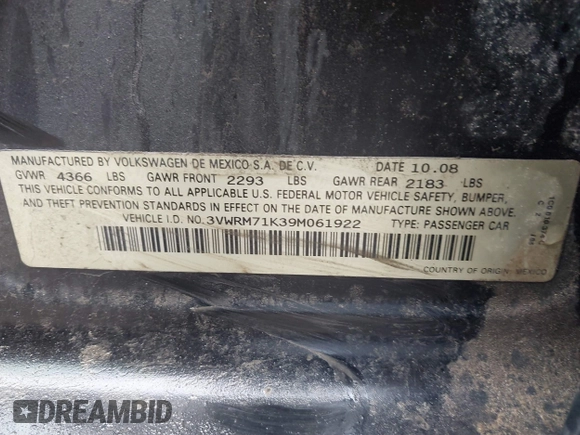 MANUFACTURED BY VOLKSWAGEN DE MEXICO S.A. DE C.V. DATE 10.08
GVWR 4366 LBS GAWR FRONT 2293 LBS GAWR REAR 2183 LBS
THIS VEHICLE CONFORMS TO ALL APPLICABLE U.S. FEDERAL MOTOR VEHICLE SAFETY, BUMPER,
AND THEFT PREVENTION STANDARDS IN EFFECT ON THE DATE OF MANUFACTURE SHOWN ABOVE.
VEHICLE I.D. NO. 3VWRM71K39M061922 TYPE: PASSENGER CAR
COUNTRY OF ORIGIN: MEXICO
DREAMBID